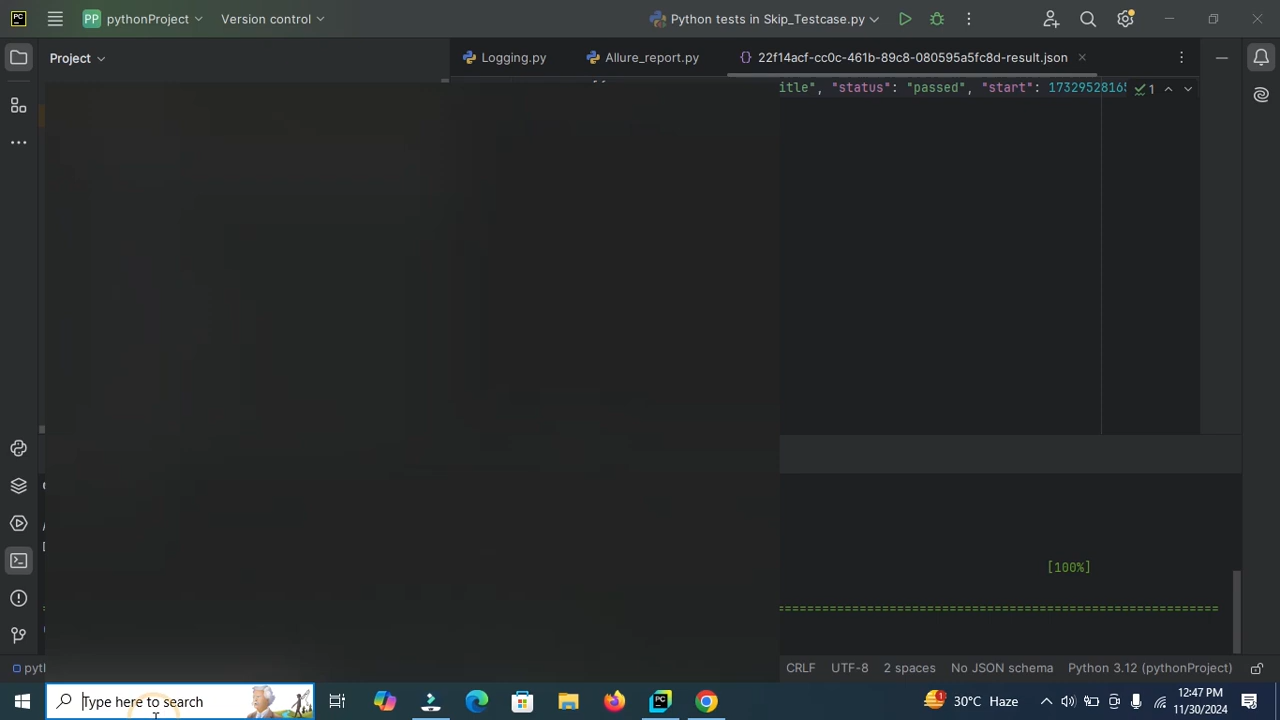 PP pythonProject
Version control
Python tests in Skip_Testcase.py
Project
Logging.py
Allure_report.py
22f14acf-cc0c-461b-89c8-080595a5fc8d-result.json
itle", "status": "passed", "start": 1732952816
1
[100%]
CRLF
UTF-8
2 spaces
No JSON schema
Python 3.12 (pythonProject)
Type here to search
30°C Haze
12:47 PM
11/30/2024